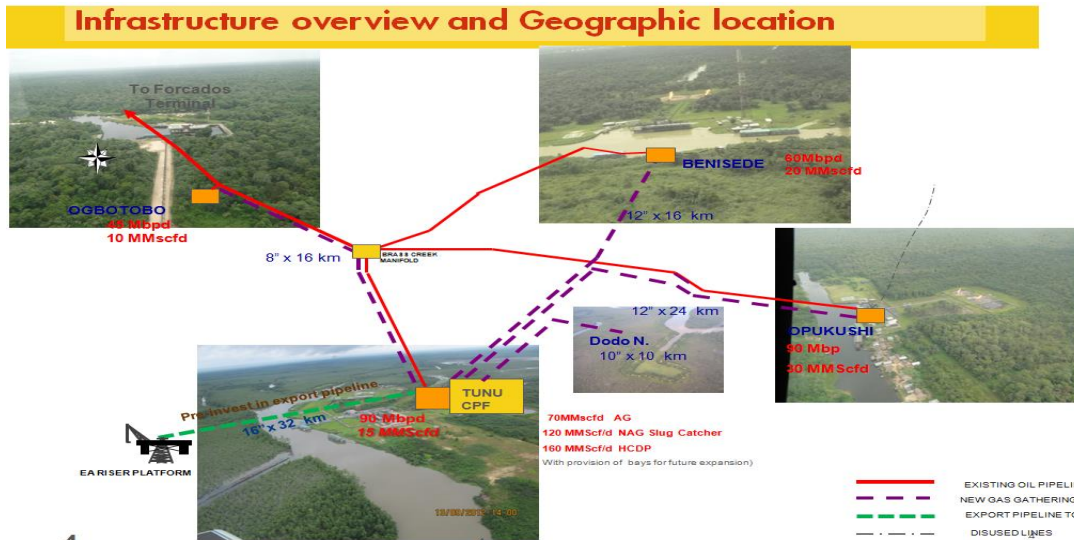 Infrastructure overview and Geographic location
To Forcados
Terminal
OGBOTOBO
40 Mbpd
10 MMscfd
8" x 16 km
BRASS CREEK
MANIFOLD
BENISEDE
60Mbpd
20 MMscfd
12" x 16 km
12" x 24 km
OPUKUSHI
90 Mbp
30 MMScfd
Dodo N.
10" x 10 km
Pre-invest in export pipeline
16" x 32 km
EA RISER PLATFORM
TUNU
CPF
90 Mbpd
15 MMScfd
70MMscfd AG
120 MMScf/d NAG Slug Catcher
160 MMScf/d HCDP
With provision of bays for future expansion)
EXISTING OIL PIPELI
NEW GAS GATHERING
EXPORT PIPELINE TO
DISUSED LINES